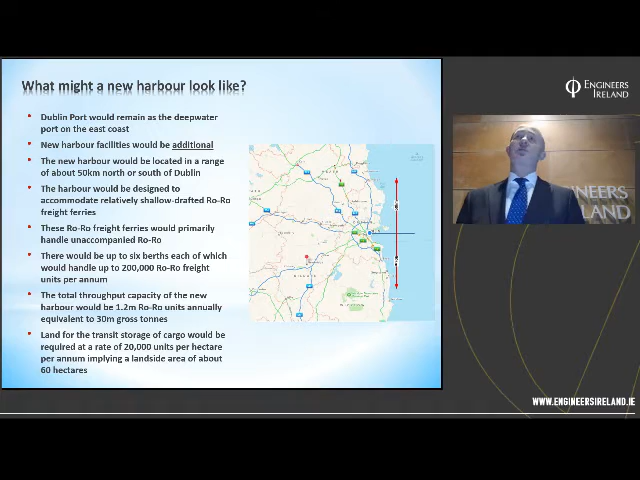 What might a new harbour look like?
Dublin Port would remain as the deepwater
port on the east coast
New harbour facilities would be additional
The new harbour would be located in a range
of about 50km north or south of Dublin
The harbour would be designed to
accommodate relatively shallow-drafted Ro-Ro
freight ferries
These Ro-Ro freight ferries would primarily
handle unaccompanied Ro-Ro
There would be up to six berths each of which
would handle up to 200,000 Ro-Ro freight
units per annum
The total throughput capacity of the new
harbour would be 1.2m Ro-Ro units annually
equivalent to 30m gross tonnes
Land for the transit storage of cargo would be
required at a rate of 20,000 units per hectare
per annum implying a landside area of about
60 hectares
ENGINEERS
IRELAND
NEERS
LAND
WWW.ENGINEERSIRELAND.IE